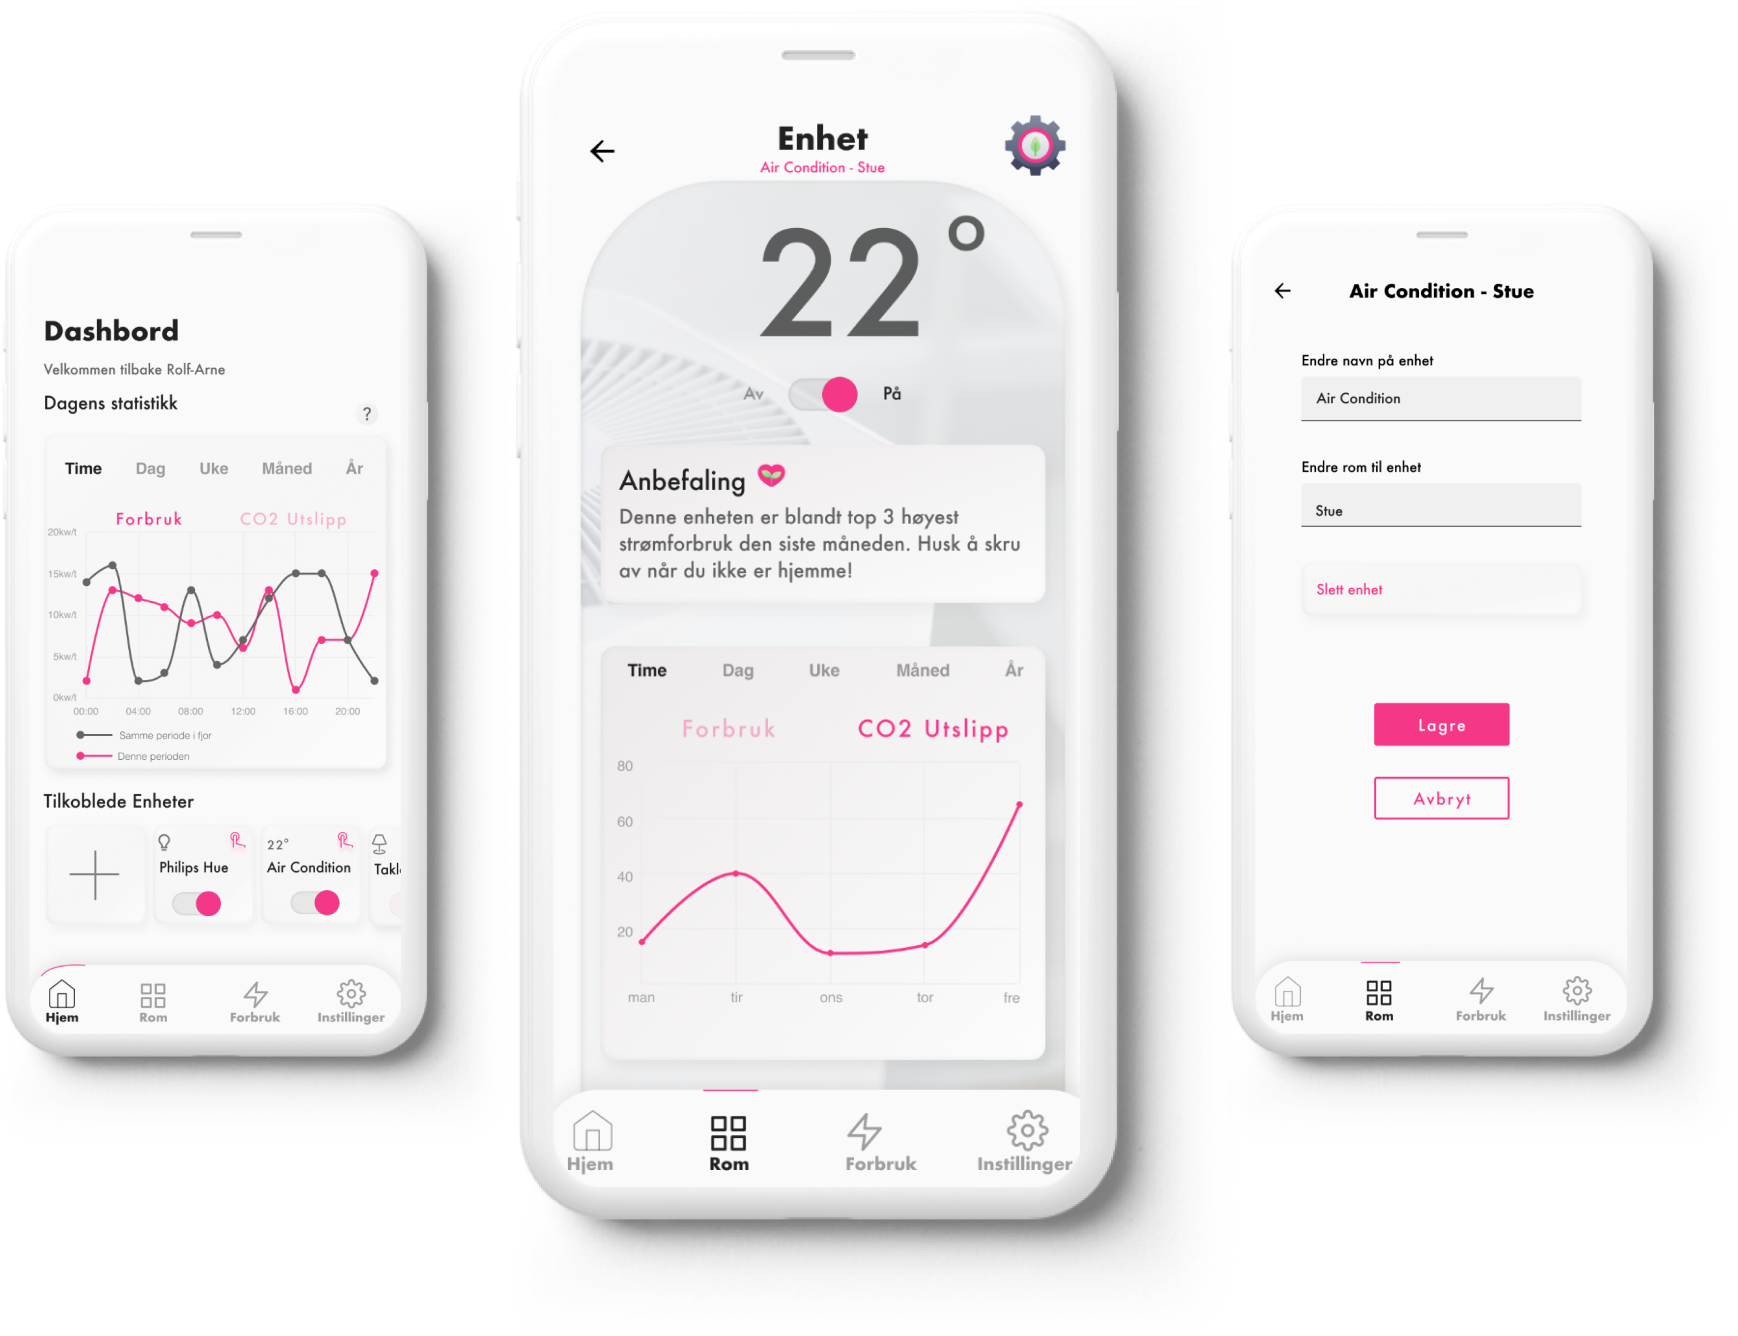 Dashbord
Velkommen tilbake Rolf-Arne
Dagens statistikk
?
Time Dag Uke Måned År
Forbruk CO2 Utslipp
20kw/t
15kw/t
10kw/t
5kw/t
0kw/t
00:00 04:00 08:00 12:00 16:00 20:00
Samme periode i fjor
Denne perioden
Tilkoblede Enheter
22°
Philips Hue Air Condition
Hjem Rom Forbruk Instillinger
Enhet
Air Condition - Stue
22°
Av På
Anbefaling
Denne enheten er blandt top 3 høyest
strømforbruk den siste måneden. Husk å skru
av når du ikke er hjemme!
Time Dag Uke Måned År
Forbruk CO2 Utslipp
80
60
40
20
man tir ons tor fre
Hjem Rom Forbruk Instillinger
Air Condition - Stue
Endre navn på enhet
Air Condition
Endre rom til enhet
Stue
Slett enhet
Lagre
Avbryt
Hjem Rom Forbruk Instillinger